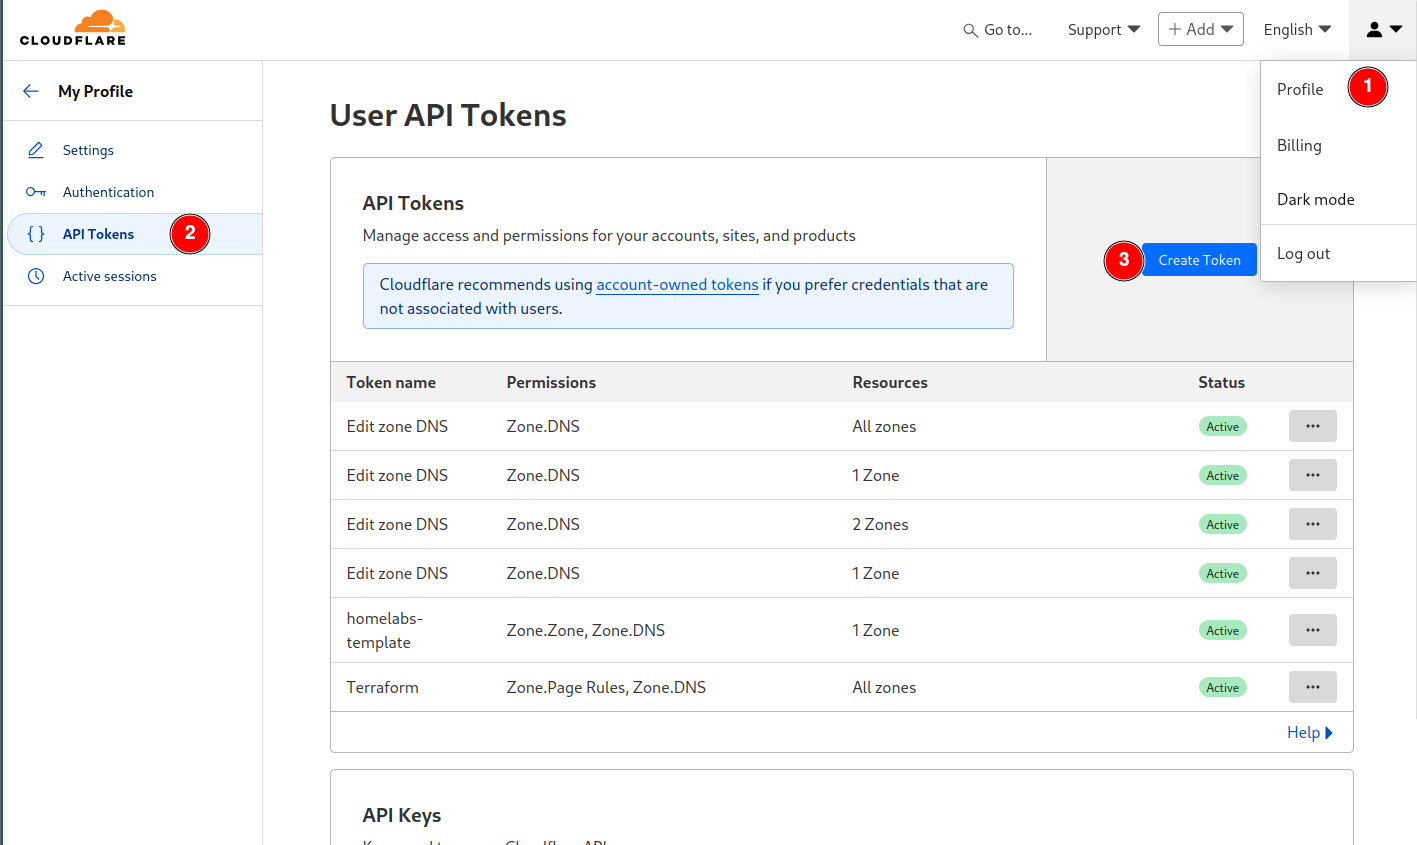 CLOUDFLARE
Go to...
Support
+ Add
English
My Profile
Settings
Authentication
API Tokens
2
Active sessions
Profile
1
Billing
Dark mode
Log out
User API Tokens
API Tokens
Manage access and permissions for your accounts, sites, and products
Cloudflare recommends using account-owned tokens if you prefer credentials that are
not associated with users.
3
Create Token
Token name Permissions Resources Status
Edit zone DNS Zone.DNS All zones Active ...
Edit zone DNS Zone.DNS 1 Zone Active ...
Edit zone DNS Zone.DNS 2 Zones Active ...
Edit zone DNS Zone.DNS 1 Zone Active ...
homelabs-
template Zone.Zone, Zone.DNS 1 Zone Active ...
Terraform Zone.Page Rules, Zone.DNS All zones Active ...
Help
API Keys